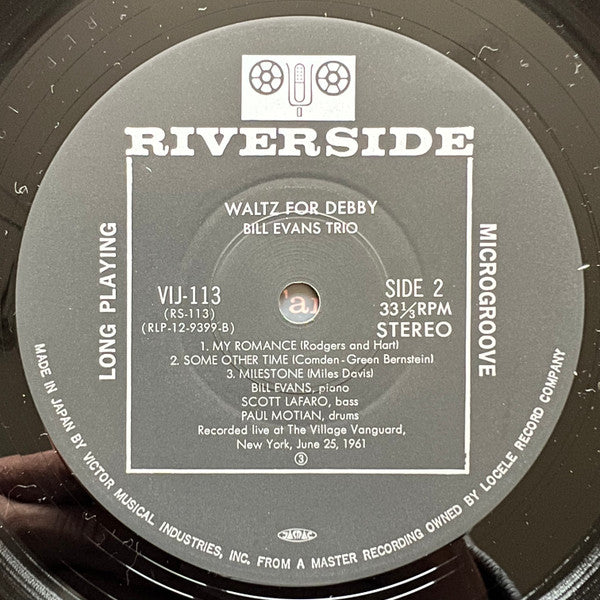 RIVERSIDE
WALTZ FOR DEBBY
BILL EVANS TRIO
LONG PLAYING
MICROGROOVE
VIJ-113
(RS-113)
(RLP-12-9399-B)
SIDE 2
33⅓RPM
STEREO
1. MY ROMANCE (Rodgers and Hart)
2. SOME OTHER TIME (Comden-Green Bernstein)
3. MILESTONE (Miles Davis)
BILL EVANS, piano
SCOTT LAFARO, bass
PAUL MOTIAN, drums
Recorded live at The Village Vanguard,
New York, June 25, 1961
③
JASRAC
MADE IN JAPAN BY VICTOR MUSICAL INDUSTRIES, INC. FROM A MASTER RECORDING OWNED BY LOCELE RECORD COMPANY